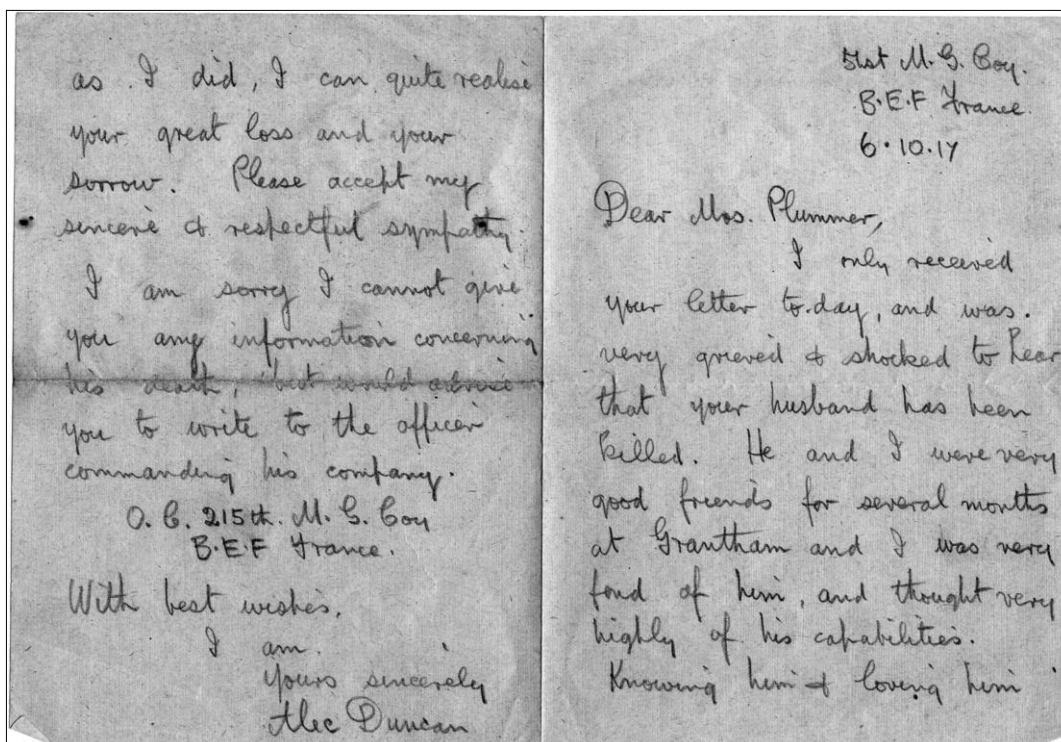 51st M. G. Coy.
B.E.F France.
6.10.17
Dear Mrs. Plummer,
I only received
your letter to.day, and was.
very grieved & shocked to hear
that your husband has been
killed. He and I were very
good friends for several months
at Grantham and I was very
fond of him, and thought very
highly of his capabilities.
Knowing him & loving him
as I did, I can quite realise
your great loss and your
sorrow. Please accept my
sincere & respectful sympathy.
I am sorry I cannot give
you any information concerning
his death, but would advise
you to write to the officer
commanding his company.
O. C. 215th. M. G. Coy
B.E.F France.
With best wishes,
I am.
Yours sincerely
Alec Duncan